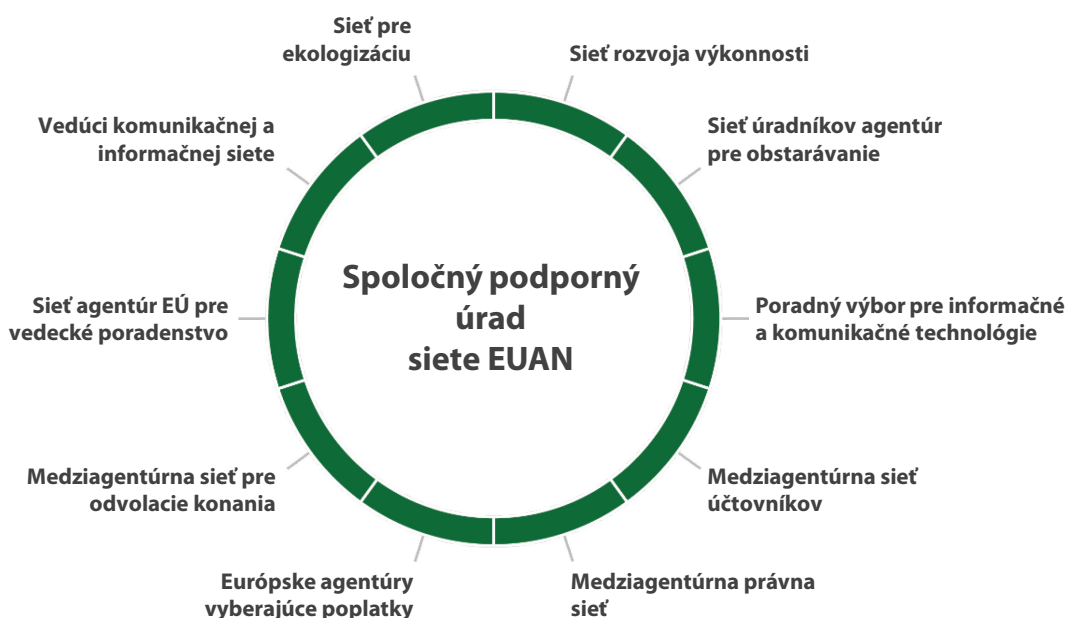 Sieť pre
ekologizáciu
Sieť rozvoja výkonnosti
Vedúci komunikačnej a
informačnej siete
Sieť úradníkov agentúr
pre obstarávanie
Spoločný podporný
úrad
siete EUAN
Sieť agentúr EÚ pre
vedecké poradenstvo
Poradný výbor pre informačné
a komunikačné technológie
Medziagentúrna sieť pre
odvolacie konania
Medziagentúrna sieť
účtovníkov
Európske agentúry
vyberajúce poplatky
Medziagentúrna právna
sieť